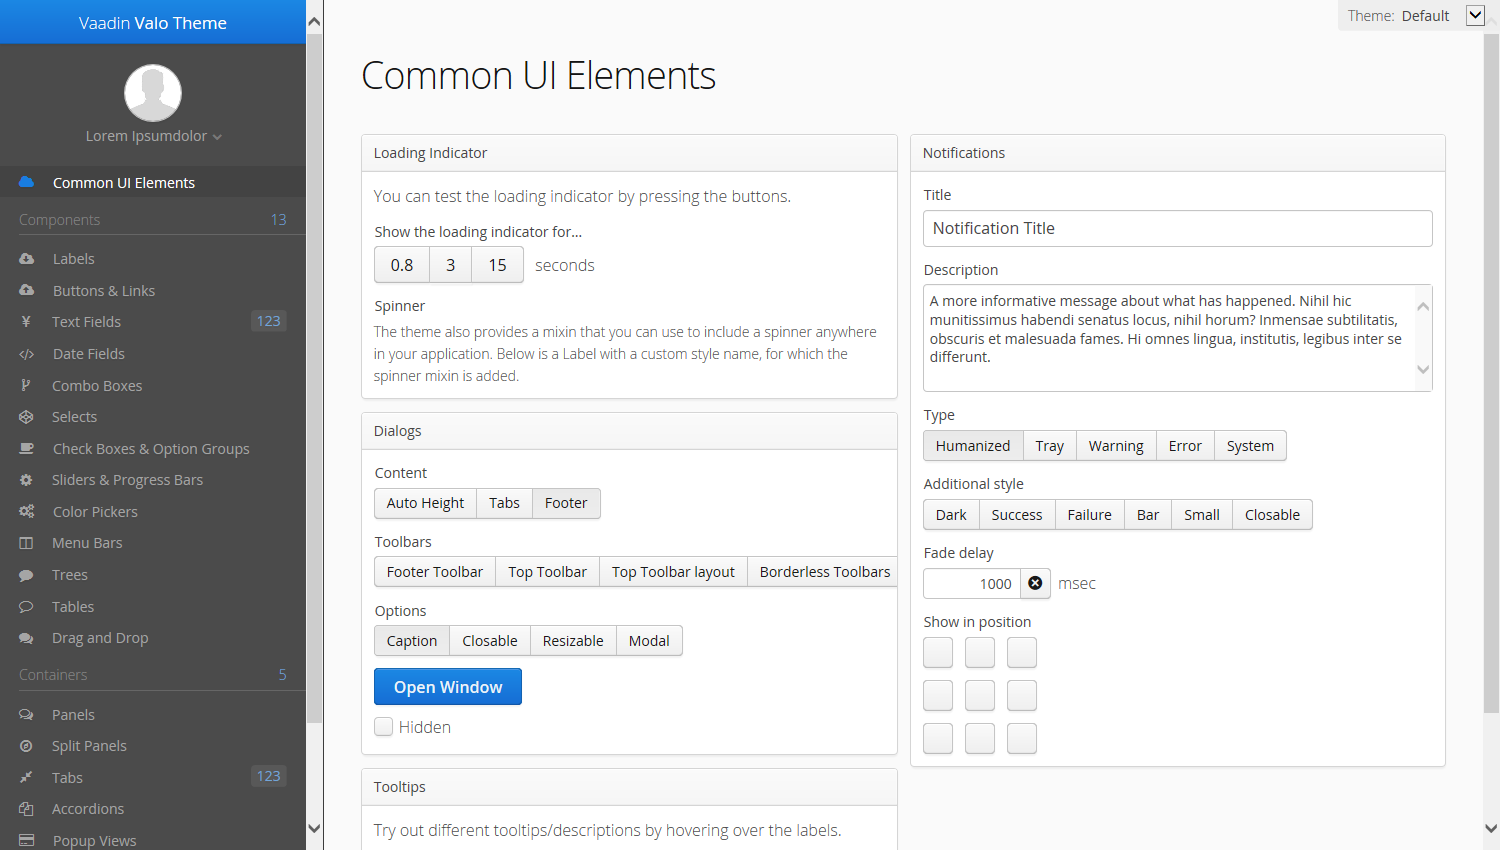 Vaadin Valo Theme
Lorem Ipsumdolor
Common UI Elements
Components 13
Labels
Buttons & Links
Text Fields 123
Date Fields
Combo Boxes
Selects
Check Boxes & Option Groups
Sliders & Progress Bars
Color Pickers
Menu Bars
Trees
Tables
Drag and Drop
Containers 5
Panels
Split Panels
Tabs 123
Accordions
Popup Views
Theme: Default
Common UI Elements
Loading Indicator
You can test the loading indicator by pressing the buttons.
Show the loading indicator for...
0.8 3 15 seconds
Spinner
The theme also provides a mixin that you can use to include a spinner anywhere
in your application. Below is a Label with a custom style name, for which the
spinner mixin is added.
Dialogs
Content
Auto Height Tabs Footer
Toolbars
Footer Toolbar Top Toolbar Top Toolbar layout Borderless Toolbars
Options
Caption Closable Resizable Modal
Open Window
Hidden
Tooltips
Try out different tooltips/descriptions by hovering over the labels.
Notifications
Title
Notification Title
Description
A more informative message about what has happened. Nihil hic
munitissimus habendi senatus locus, nihil horum? Inmensae subtilitatis,
obscuris et malesuada fames. Hi omnes lingua, institutis, legibus inter se
differunt.
Type
Humanized Tray Warning Error System
Additional style
Dark Success Failure Bar Small Closable
Fade delay
1000 msec
Show in position